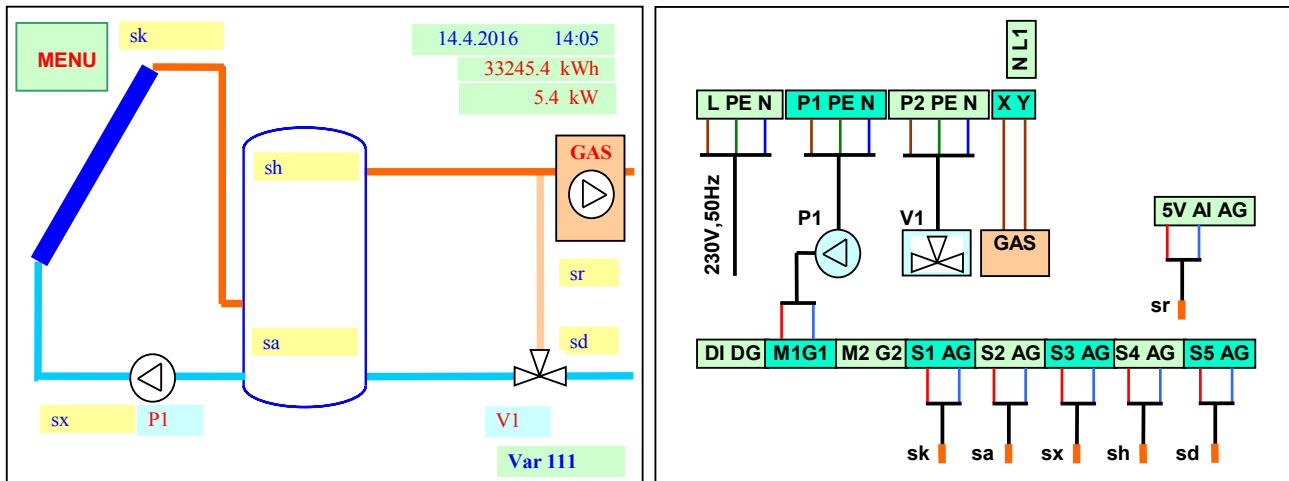 MENU
sk
14.4.2016 14:05
33245.4 kWh
5.4 kW
sh
GAS
sr
sa
sd
sx
P1
V1
Var 111
N L1
L PE N
P1 PE N
P2 PE N
X Y
230V,50Hz
P1
V1
GAS
5V AI AG
sr
DI DG
M1G1
M2 G2
S1 AG
S2 AG
S3 AG
S4 AG
S5 AG
sk
sa
sx
sh
sd